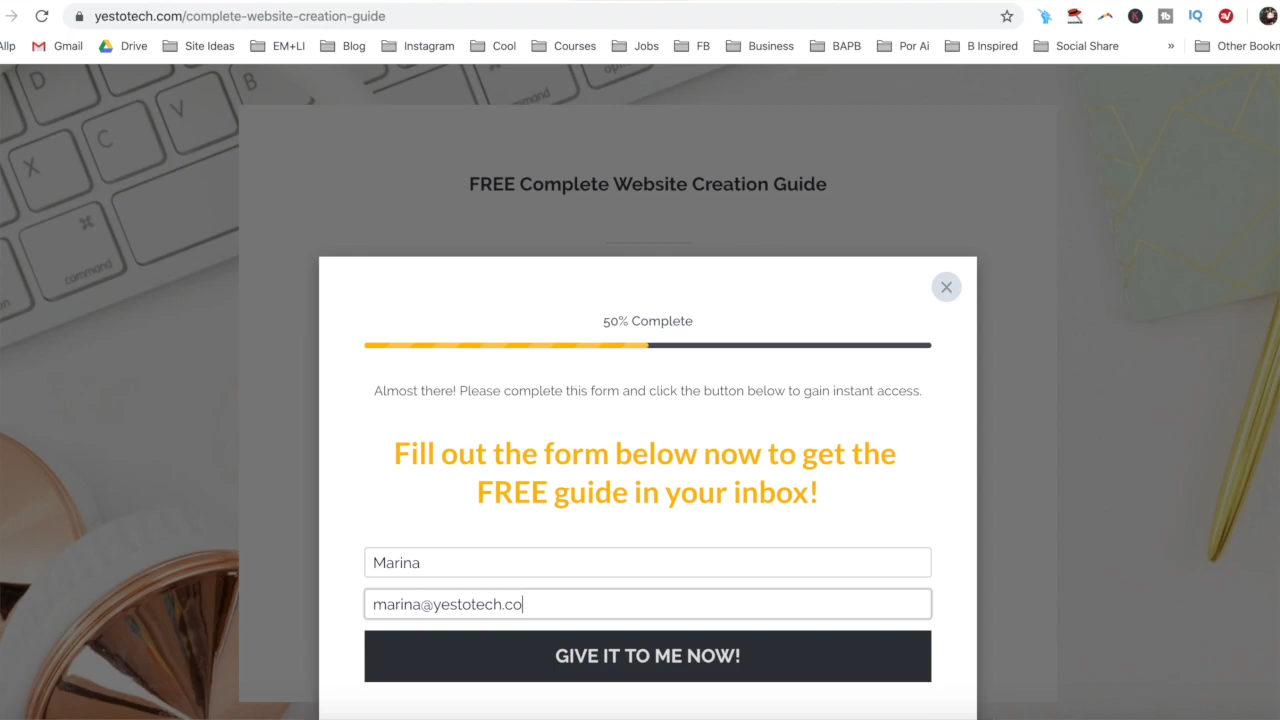 yestotech.com/complete-website-creation-guide
Gmail Drive Site Ideas EM+LI Blog Instagram Cool Courses Jobs FB Business BAPB Por Ai B Inspired Social Share » Other Bookm
D
B
V
C
X
command
command
FREE Complete Website Creation Guide
50% Complete
Almost there! Please complete this form and click the button below to gain instant access.
Fill out the form below now to get the
FREE guide in your inbox!
Marina
marina@yestotech.co
GIVE IT TO ME NOW!